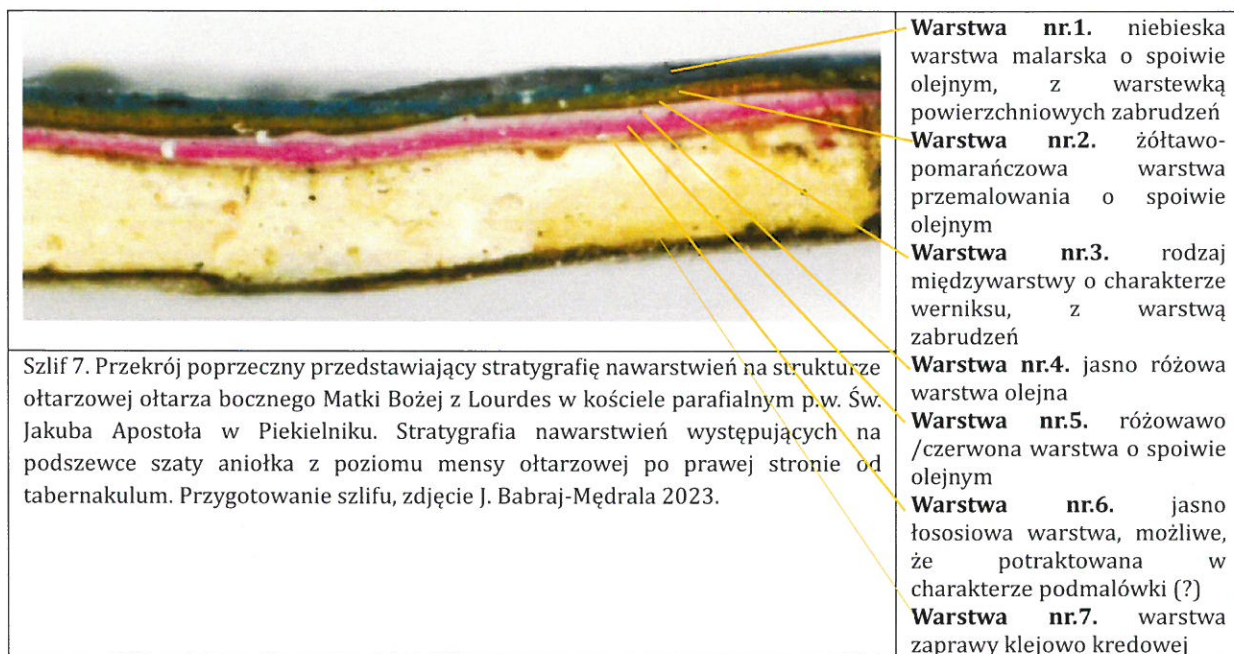 Warstwa nr.1. niebieska
warstwa malarska o spoiwie
olejnym, z warstewką
powierzchniowych zabrudzeń
Warstwa nr.2. żółtawo-
pomarańczowa warstwa
przemalowania o spoiwie
olejnym
Warstwa nr.3. rodzaj
międzywarstwy o charakterze
werniksu, z warstwą
zabrudzeń
Warstwa nr.4. jasno różowa
warstwa olejna
Warstwa nr.5. różowawo
/czerwona warstwa o spoiwie
olejnym
Warstwa nr.6. jasno
łososiowa warstwa, możliwe,
że potraktowana w
charakterze podmalówki (?)
Warstwa nr.7. warstwa
zaprawy klejowo kredowej
Szlif 7. Przekrój poprzeczny przedstawiający stratygrafię nawarstwień na strukturze
ołtarzowej ołtarza bocznego Matki Bożej z Lourdes w kościele parafialnym p.w. Św.
Jakuba Apostoła w Piekielniku. Stratygrafia nawarstwień występujących na
podszewce szaty aniołka z poziomu mensy ołtarzowej po prawej stronie od
tabernakulum. Przygotowanie szlifu, zdjęcie J. Babraj-Mędrala 2023.